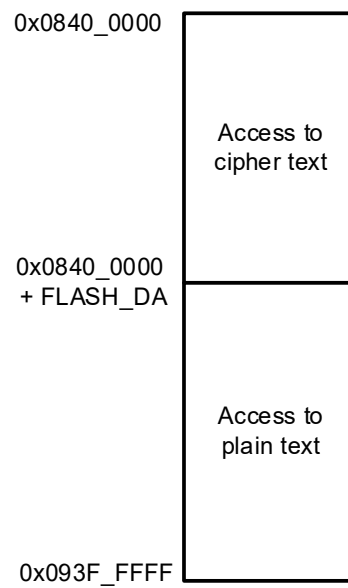 0x0840_0000
Access to
cipher text
0x0840_0000
+ FLASH_DA
Access to
plain text
0x093F_FFFF